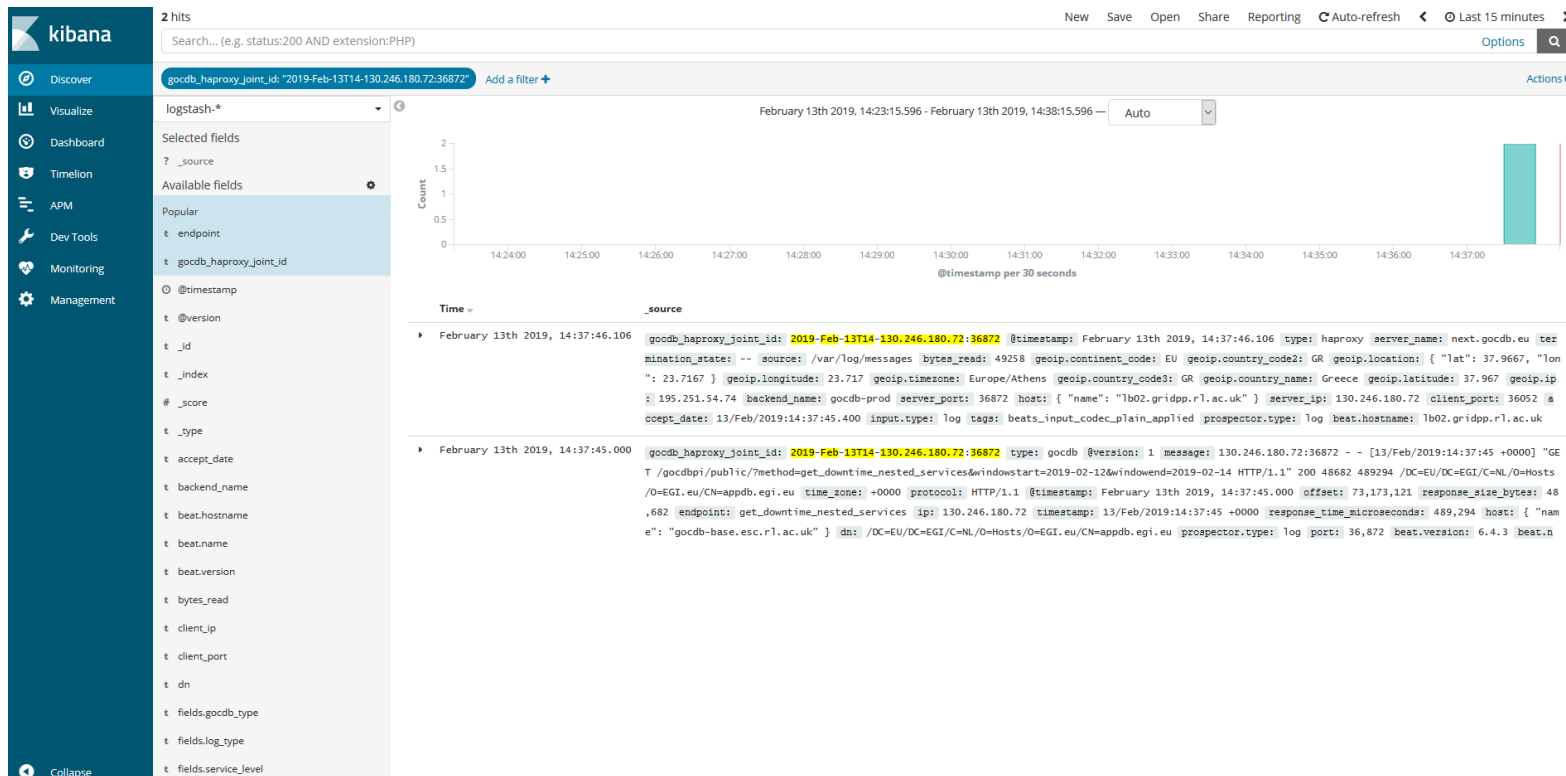 kibana
Discover
Visualize
Dashboard
Timelion
APM
Dev Tools
Monitoring
Management
Collapse
2 hits
New Save Open Share Reporting Auto-refresh Last 15 minutes
Search... (e.g. status:200 AND extension:PHP)
Options
gocdb_haproxy_joint_id: "2019-Feb-13T14-130.246.180.72:36872" Add a filter
Actions
logstash-*
Selected fields
? _source
Available fields
Popular
t endpoint
t gocdb_haproxy_joint_id
@timestamp
t @version
t _id
t _index
# _score
t _type
t accept_date
t backend_name
t beat.hostname
t beat.name
t beat.version
t bytes_read
t client_ip
t client_port
t dn
t fields.gocdb_type
t fields.log_type
t fields.service_level
February 13th 2019, 14:23:15.596 - February 13th 2019, 14:38:15.596 — Auto
Count
2
1.5
1
0.5
0
14:24:00 14:25:00 14:26:00 14:27:00 14:28:00 14:29:00 14:30:00 14:31:00 14:32:00 14:33:00 14:34:00 14:35:00 14:36:00 14:37:00
@timestamp per 30 seconds
Time _source
February 13th 2019, 14:37:46.106
gocdb_haproxy_joint_id: 2019-Feb-13T14-130.246.180.72:36872 @timestamp: February 13th 2019, 14:37:46.106 type: haproxy server_name: next.gocdb.eu ter
mination_state: -- source: /var/log/messages bytes_read: 49258 geoip.continent_code: EU geoip.country_code2: GR geoip.location: { "lat": 37.9667, "lon
": 23.7167 } geoip.longitude: 23.717 geoip.timezone: Europe/Athens geoip.country_code3: GR geoip.country_name: Greece geoip.latitude: 37.967 geoip.ip
: 195.251.54.74 backend_name: gocdb-prod server_port: 36872 host: { "name": "lb02.gridpp.rl.ac.uk" } server_ip: 130.246.180.72 client_port: 36052 a
ccept_date: 13/Feb/2019:14:37:45.400 input.type: log tags: beats_input_codec_plain_applied prospector.type: log beat.hostname: lb02.gridpp.rl.ac.uk
February 13th 2019, 14:37:45.000
gocdb_haproxy_joint_id: 2019-Feb-13T14-130.246.180.72:36872 type: gocdb @version: 1 message: 130.246.180.72:36872 - - [13/Feb/2019:14:37:45 +0000] "GE
T /gocdbpi/public/?method=get_downtime_nested_services&windowstart=2019-02-12&windowend=2019-02-14 HTTP/1.1" 200 48682 489294 /DC=EU/DC=EGI/C=NL/O=Hosts
/O=EGI.eu/CN=appdb.egi.eu time_zone: +0000 protocol: HTTP/1.1 @timestamp: February 13th 2019, 14:37:45.000 offset: 73,173,121 response_size_bytes: 48
,682 endpoint: get_downtime_nested_services ip: 130.246.180.72 timestamp: 13/Feb/2019:14:37:45 +0000 response_time_microseconds: 489,294 host: { "nam
e": "gocdb-base.esc.rl.ac.uk" } dn: /DC=EU/DC=EGI/C=NL/O=Hosts/O=EGI.eu/CN=appdb.egi.eu prospector.type: log port: 36,872 beat.version: 6.4.3 beat.n